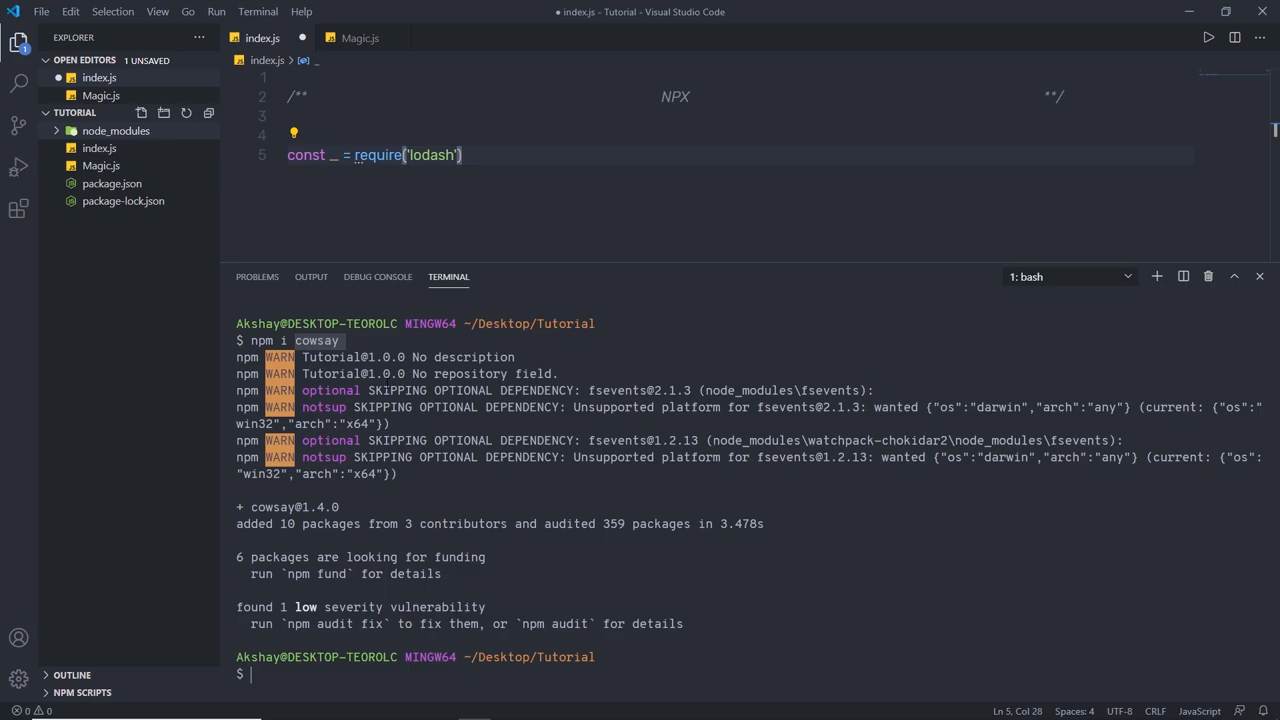 File Edit Selection View Go Run Terminal Help
● index.js - Tutorial - Visual Studio Code
EXPLORER
OPEN EDITORS 1 UNSAVED
JS index.js
JS Magic.js
TUTORIAL
node_modules
JS index.js
JS Magic.js
package.json
package-lock.json
OUTLINE
NPM SCRIPTS
1
JS index.js
JS Magic.js
JS index.js › _
1
2 /** NPX **/
3
4
5 const _ = require('lodash')
PROBLEMS OUTPUT DEBUG CONSOLE TERMINAL
1: bash
Akshay@DESKTOP-TEOROLC MINGW64 ~/Desktop/Tutorial
$ npm i cowsay
npm WARN Tutorial@1.0.0 No description
npm WARN Tutorial@1.0.0 No repository field.
npm WARN optional SKIPPING OPTIONAL DEPENDENCY: fsevents@2.1.3 (node_modules\fsevents):
npm WARN notsup SKIPPING OPTIONAL DEPENDENCY: Unsupported platform for fsevents@2.1.3: wanted {"os":"darwin","arch":"any"} (current: {"os":"
win32","arch":"x64"})
npm WARN optional SKIPPING OPTIONAL DEPENDENCY: fsevents@1.2.13 (node_modules\watchpack-chokidar2\node_modules\fsevents):
npm WARN notsup SKIPPING OPTIONAL DEPENDENCY: Unsupported platform for fsevents@1.2.13: wanted {"os":"darwin","arch":"any"} (current: {"os":
"win32","arch":"x64"})
+ cowsay@1.4.0
added 10 packages from 3 contributors and audited 359 packages in 3.478s
6 packages are looking for funding
run `npm fund` for details
found 1 low severity vulnerability
run `npm audit fix` to fix them, or `npm audit` for details
Akshay@DESKTOP-TEOROLC MINGW64 ~/Desktop/Tutorial
$
0 0
Ln 5, Col 28 Spaces: 4 UTF-8 CRLF JavaScript